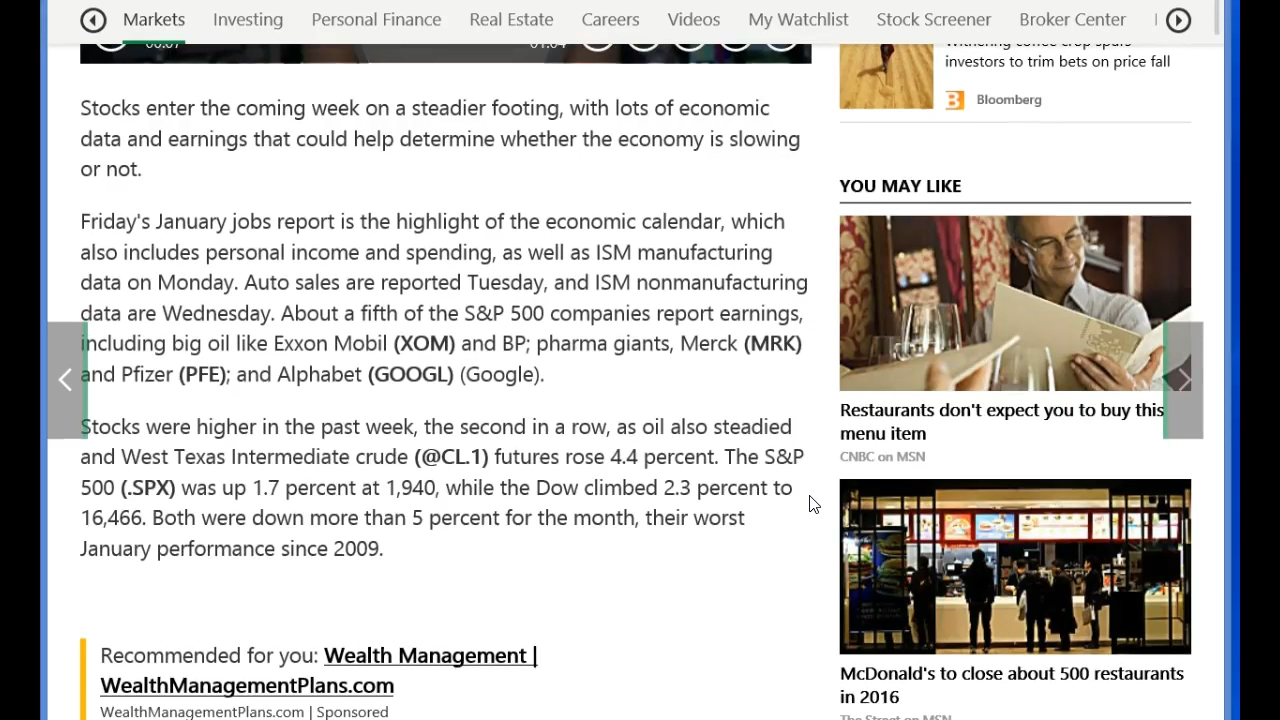 Markets Investing Personal Finance Real Estate Careers Videos My Watchlist Stock Screener Broker Center
Stocks enter the coming week on a steadier footing, with lots of economic
data and earnings that could help determine whether the economy is slowing
or not.
Friday's January jobs report is the highlight of the economic calendar, which
also includes personal income and spending, as well as ISM manufacturing
data on Monday. Auto sales are reported Tuesday, and ISM nonmanufacturing
data are Wednesday. About a fifth of the S&P 500 companies report earnings,
including big oil like Exxon Mobil (XOM) and BP; pharma giants, Merck (MRK)
and Pfizer (PFE); and Alphabet (GOOGL) (Google).
Stocks were higher in the past week, the second in a row, as oil also steadied
and West Texas Intermediate crude (@CL.1) futures rose 4.4 percent. The S&P
500 (.SPX) was up 1.7 percent at 1,940, while the Dow climbed 2.3 percent to
16,466. Both were down more than 5 percent for the month, their worst
January performance since 2009.
Recommended for you: Wealth Management |
WealthManagementPlans.com
WealthManagementPlans.com | Sponsored
Withering coffee crop spurs
investors to trim bets on price fall
B Bloomberg
YOU MAY LIKE
Restaurants don't expect you to buy this
menu item
CNBC on MSN
McDonald's to close about 500 restaurants
in 2016
The Street on MSN